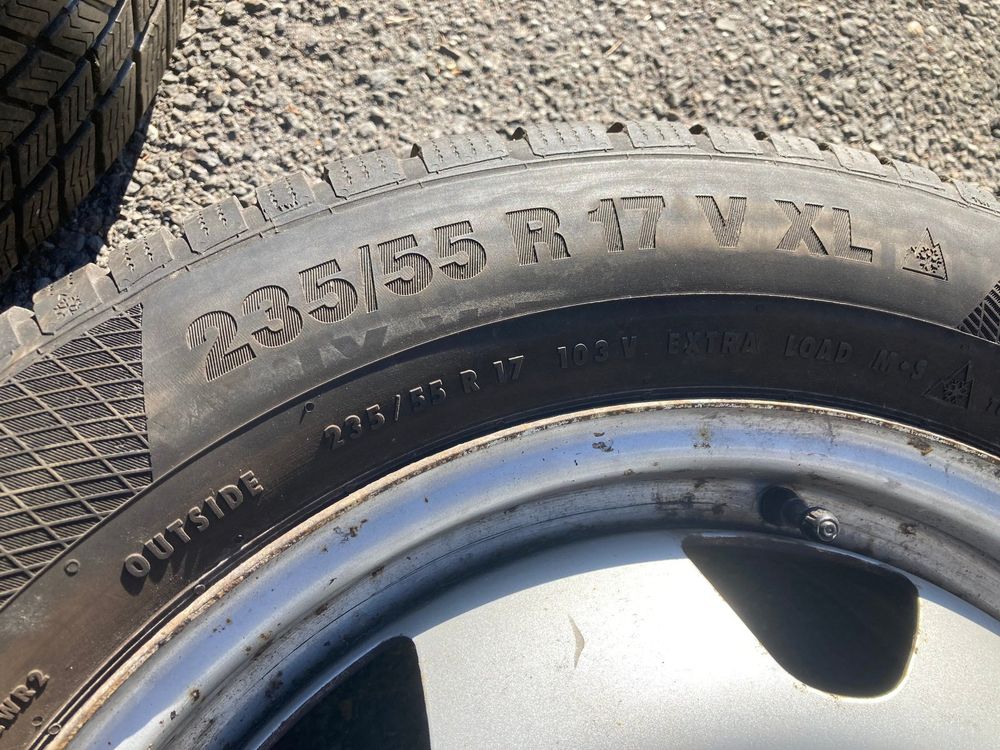 235/55 R 17 V XL
235/55 R 17 103 V EXTRA LOAD M+S
OUTSIDE